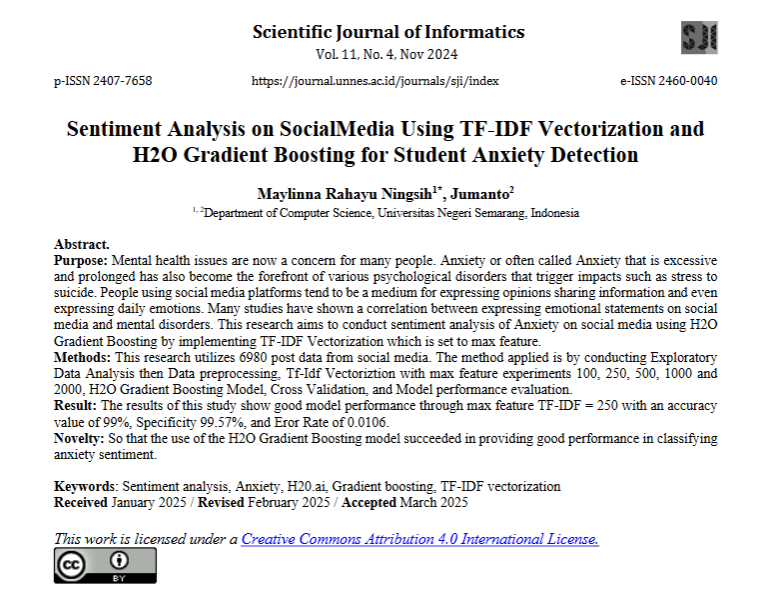 Scientific Journal of Informatics
Vol. 11, No. 4, Nov 2024
SJI
p-ISSN 2407-7658 https://journal.unnes.ac.id/journals/sji/index e-ISSN 2460-0040
Sentiment Analysis on SocialMedia Using TF-IDF Vectorization and
H2O Gradient Boosting for Student Anxiety Detection
Maylinna Rahayu Ningsih1*, Jumanto2
1, 2Department of Computer Science, Universitas Negeri Semarang, Indonesia
Abstract.
Purpose: Mental health issues are now a concern for many people. Anxiety or often called Anxiety that is excessive
and prolonged has also become the forefront of various psychological disorders that trigger impacts such as stress to
suicide. People using social media platforms tend to be a medium for expressing opinions sharing information and even
expressing daily emotions. Many studies have shown a correlation between expressing emotional statements on social
media and mental disorders. This research aims to conduct sentiment analysis of Anxiety on social media using H2O
Gradient Boosting by implementing TF-IDF Vectorization which is set to max feature.
Methods: This research utilizes 6980 post data from social media. The method applied is by conducting Exploratory
Data Analysis then Data preprocessing, Tf-Idf Vectoriztion with max feature experiments 100, 250, 500, 1000 and
2000, H2O Gradient Boosting Model, Cross Validation, and Model performance evaluation.
Result: The results of this study show good model performance through max feature TF-IDF = 250 with an accuracy
value of 99%, Specificity 99.57%, and Eror Rate of 0.0106.
Novelty: So that the use of the H2O Gradient Boosting model succeeded in providing good performance in classifying
anxiety sentiment.
Keywords: Sentiment analysis, Anxiety, H20.ai, Gradient boosting, TF-IDF vectorization
Received January 2025 / Revised February 2025 / Accepted March 2025
This work is licensed under a Creative Commons Attribution 4.0 International License.
cc BY